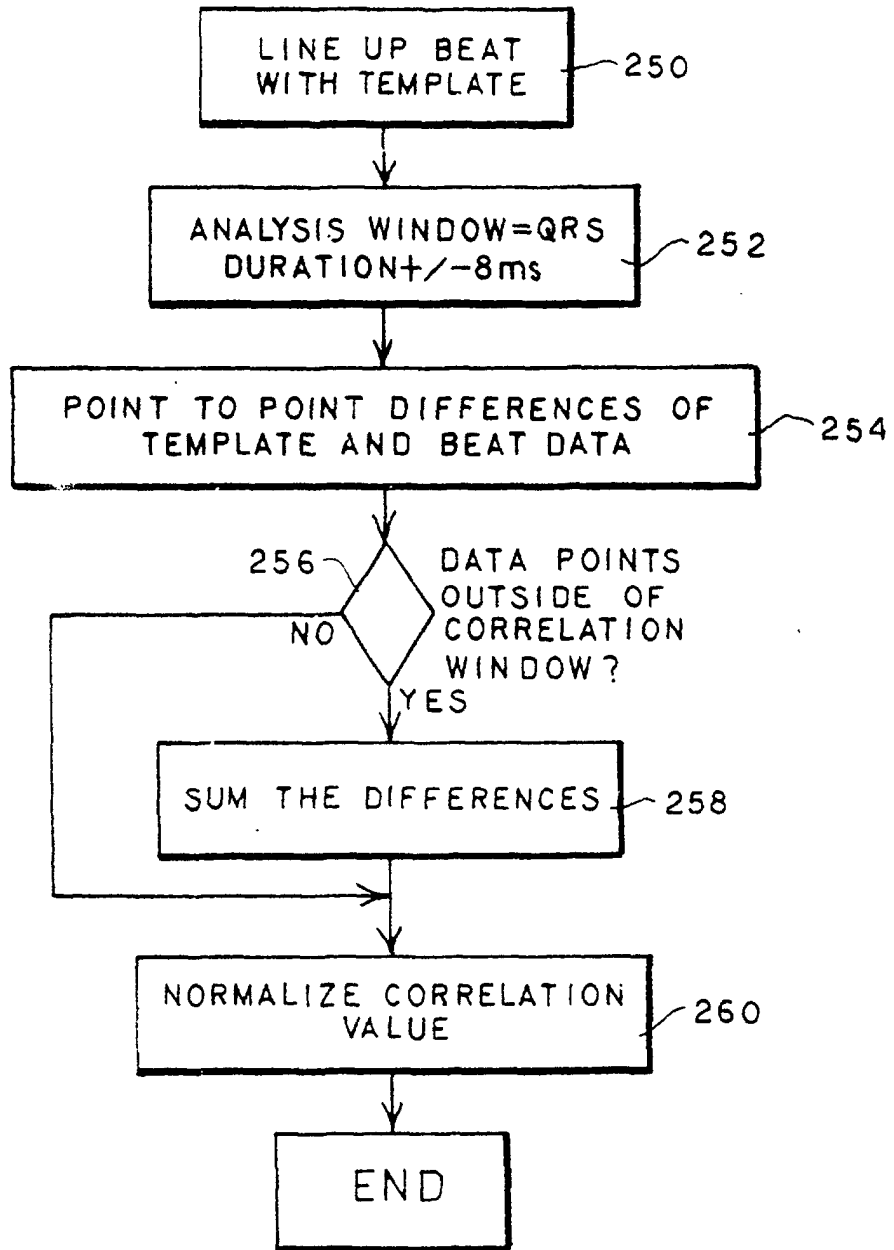 LINE UP BEAT
WITH TEMPLATE
250
ANALYSIS WINDOW=QRS
DURATION+/-8ms
252
POINT TO POINT DIFFERENCES OF
TEMPLATE AND BEAT DATA
254
256
DATA POINTS
OUTSIDE OF
CORRELATION
WINDOW?
NO
YES
SUM THE DIFFERENCES
258
NORMALIZE CORRELATION
VALUE
260
END